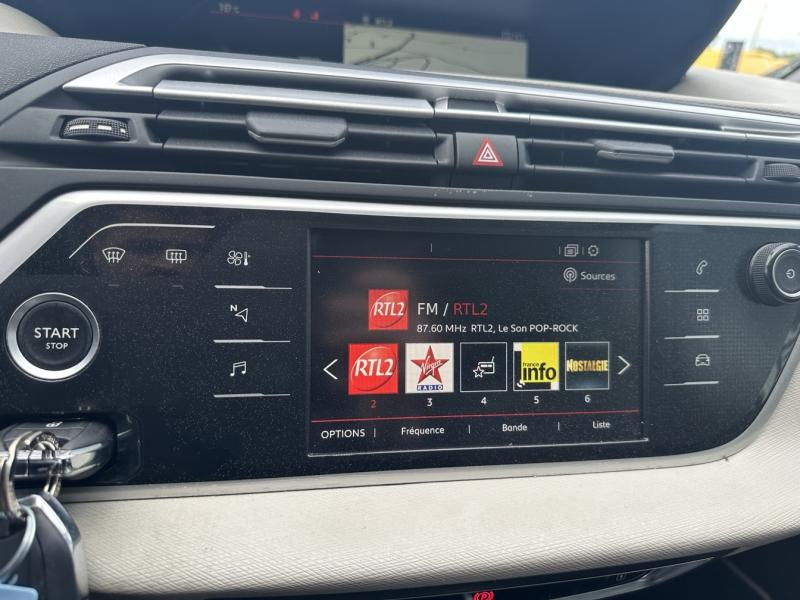 18°C
START
STOP
N
Sources
RTL2
FM / RTL2
87.60 MHz RTL2, Le Son POP-ROCK
RTL2
Virgin
RADIO
france
info
NOSTALGIE
2
3
4
5
6
OPTIONS
Fréquence
Bande
Liste